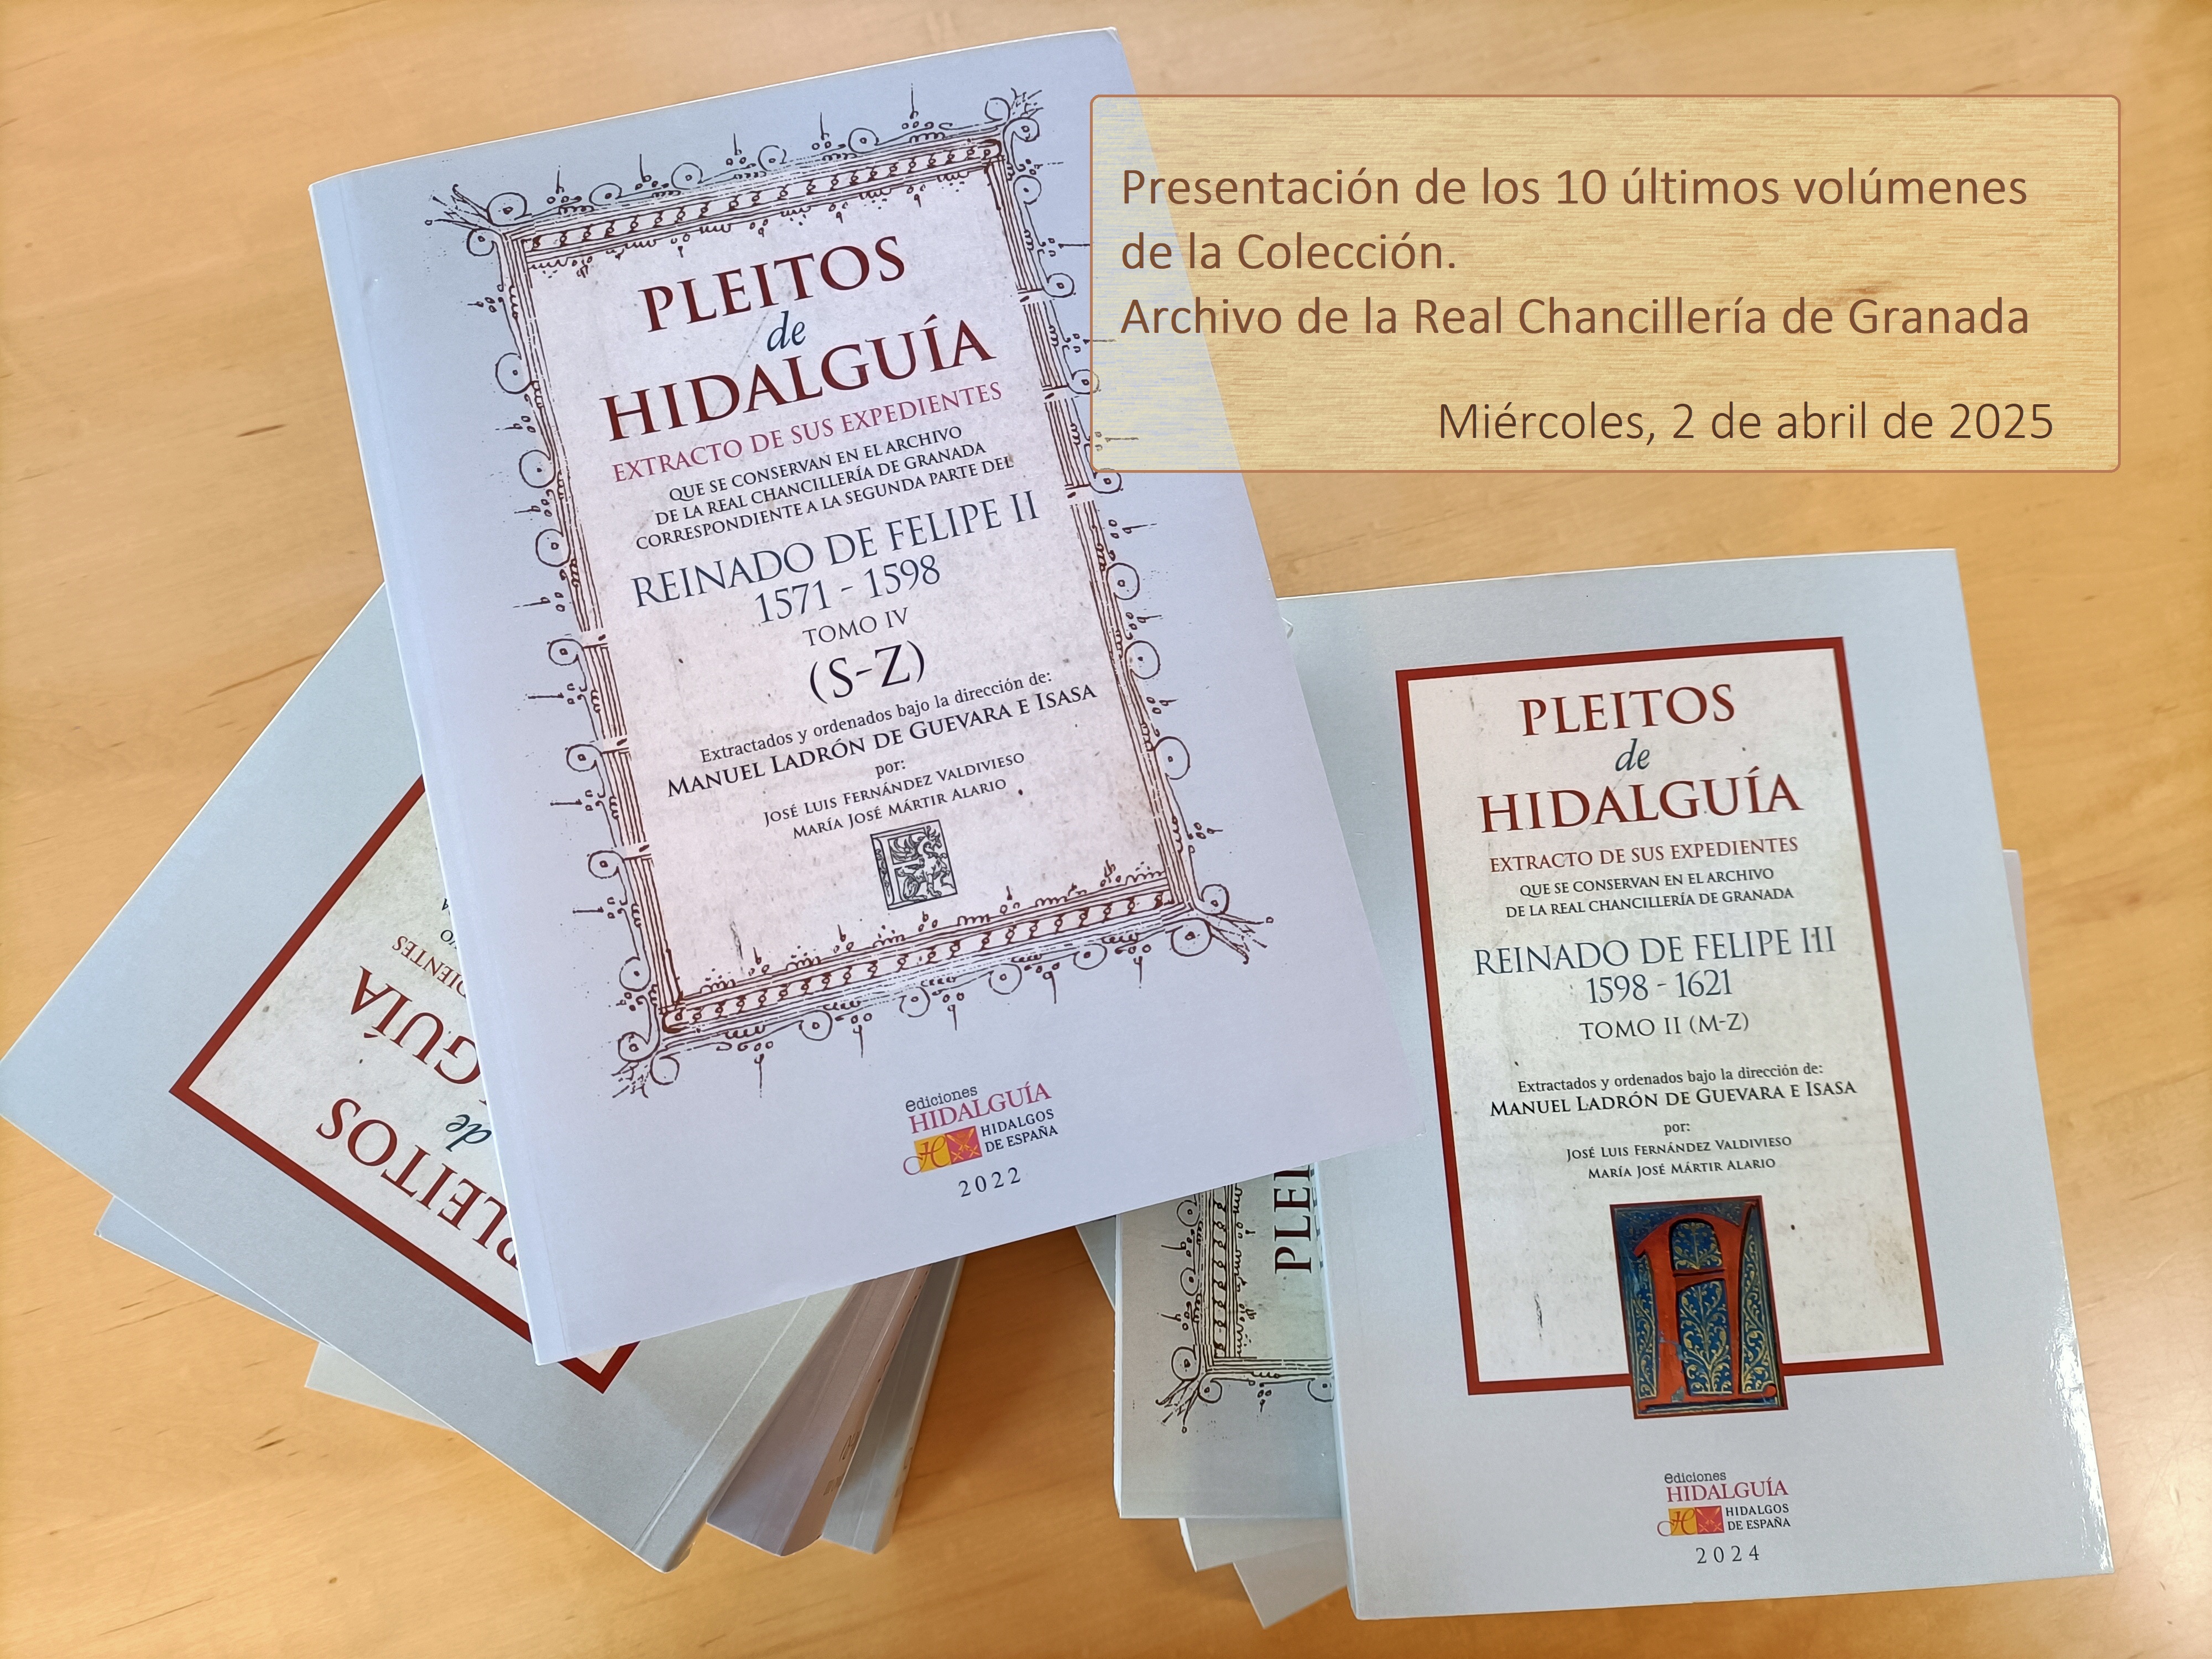 Presentación de los 10 últimos volúmenes
de la Colección.
Archivo de la Real Chancillería de Granada
Miércoles, 2 de abril de 2025
PLEITOS
de
HIDALGUÍA
EXTRACTO DE SUS EXPEDIENTES
QUE SE CONSERVAN EN EL ARCHIVO
DE LA REAL CHANCILLERÍA DE GRANADA
CORRESPONDIENTE A LA SEGUNDA PARTE DEL
REINADO DE FELIPE II
1571 - 1598
TOMO IV
(S-Z)
Extractados y ordenados bajo la dirección de:
MANUEL LADRÓN DE GUEVARA E ISASA
por:
JOSÉ LUIS FERNÁNDEZ VALDIVIESO
MARÍA JOSÉ MÁRTIR ALARIO
ediciones
HIDALGUÍA
HIDALGOS
DE ESPAÑA
2022
PLEITOS
de
HIDALGUÍA
EXTRACTO DE SUS EXPEDIENTES
QUE SE CONSERVAN EN EL ARCHIVO
DE LA REAL CHANCILLERÍA DE GRANADA
REINADO DE FELIPE III
1598 - 1621
TOMO II (M-Z)
Extractados y ordenados bajo la dirección de:
MANUEL LADRÓN DE GUEVARA E ISASA
por:
JOSÉ LUIS FERNÁNDEZ VALDIVIESO
MARÍA JOSÉ MÁRTIR ALARIO
ediciones
HIDALGUÍA
HIDALGOS
DE ESPAÑA
2024
PLEITOS
de
GUÍA
DIENTES
PLEI